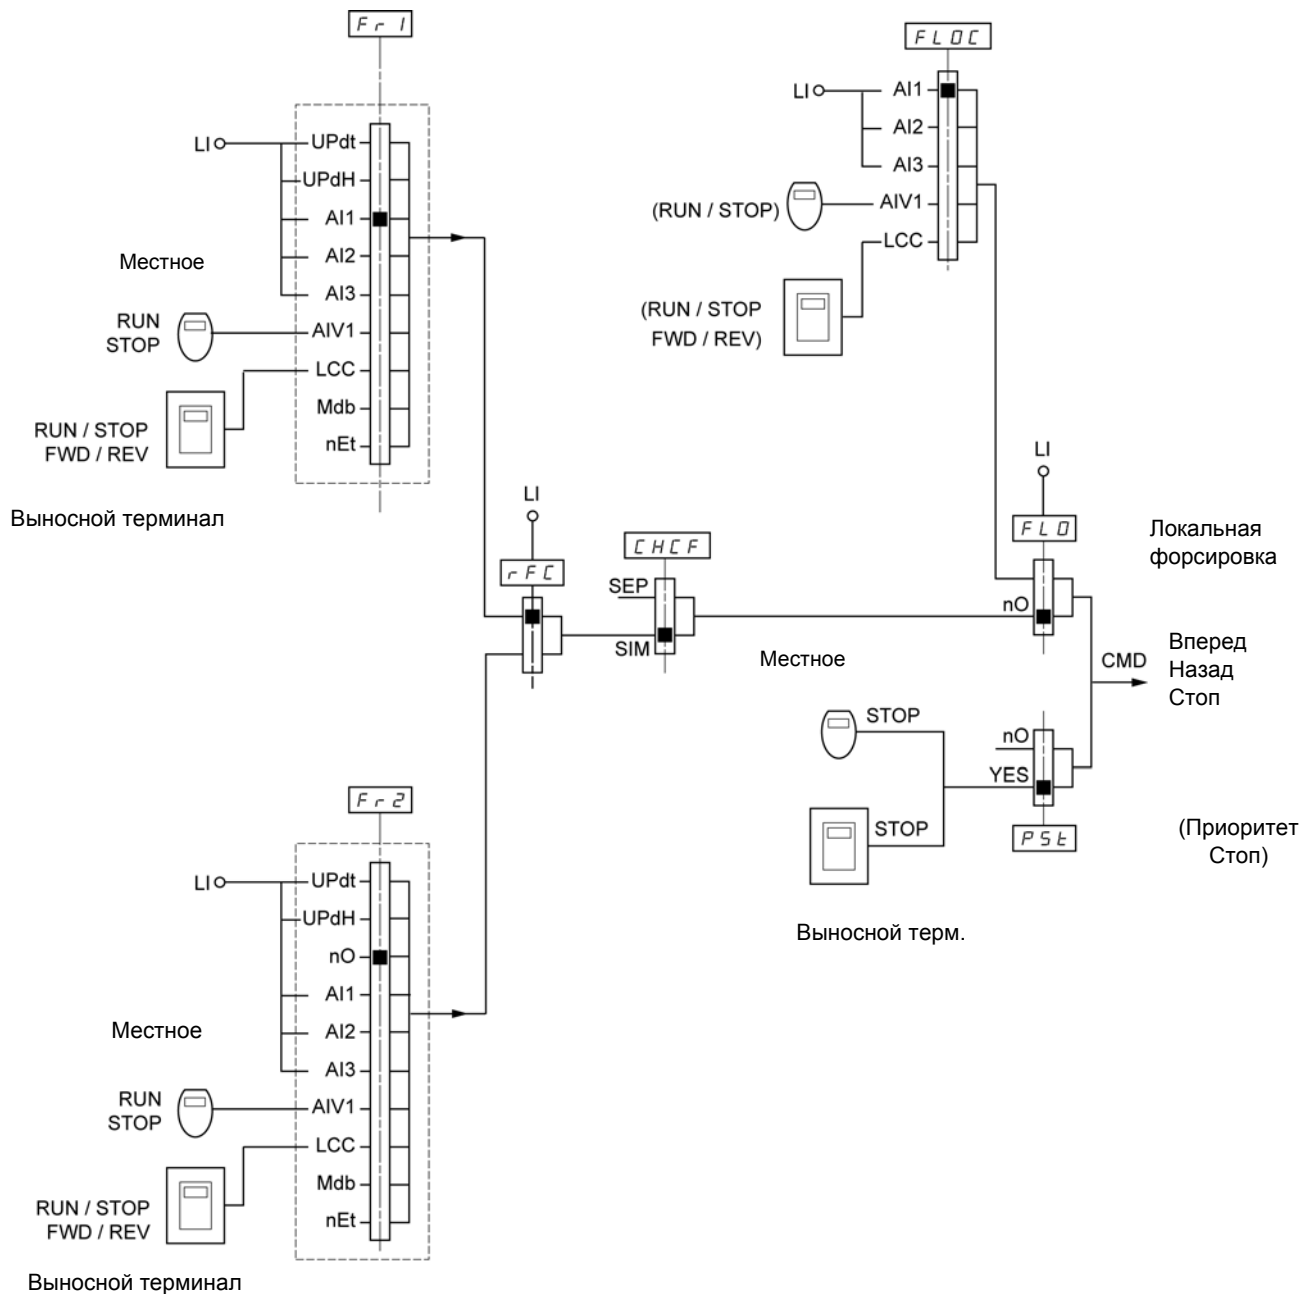 Fr1
LI
UPdt
UPdH
AI1
AI2
AI3
AIV1
LCC
Mdb
nEt
Местное
RUN
STOP
RUN / STOP
FWD / REV
Выносной терминал
FLOC
LI
AI1
AI2
AI3
AIV1
LCC
(RUN / STOP)
(RUN / STOP
FWD / REV)
LI
rFC
CHCF
SEP
SIM
LI
FLO
nO
Локальная
форсировка
Местное
CMD
Вперед
Назад
Стоп
STOP
STOP
nO
YES
PSt
(Приоритет
Стоп)
Выносной терм.
Fr2
LI
UPdt
UPdH
nO
AI1
AI2
AI3
AIV1
LCC
Mdb
nEt
Местное
RUN
STOP
RUN / STOP
FWD / REV
Выносной терминал